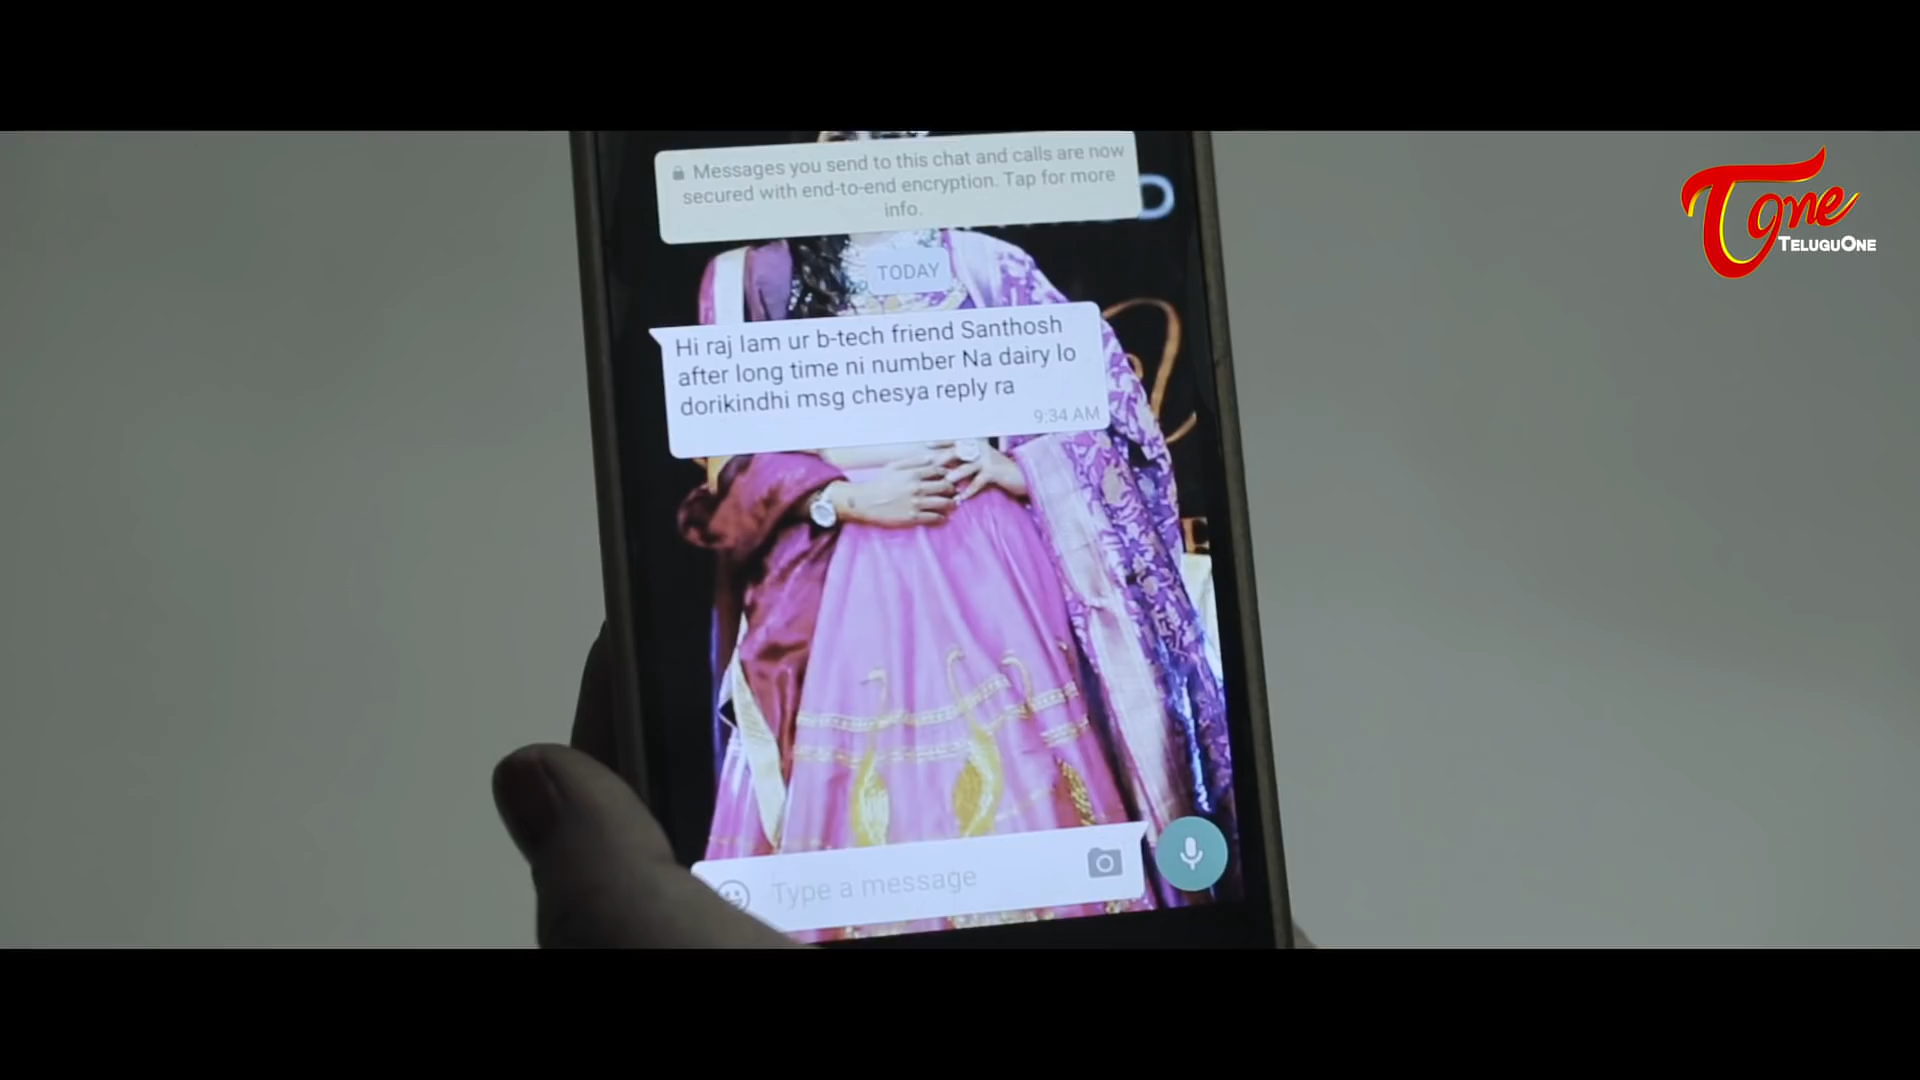 Messages you send to this chat and calls are now
secured with end-to-end encryption. Tap for more
info.
TODAY
Hi raj Iam ur b-tech friend Santhosh
after long time ni number Na dairy lo
dorikindhi msg chesya reply ra
9:34 AM
Type a message
Tone
TELUGUONE